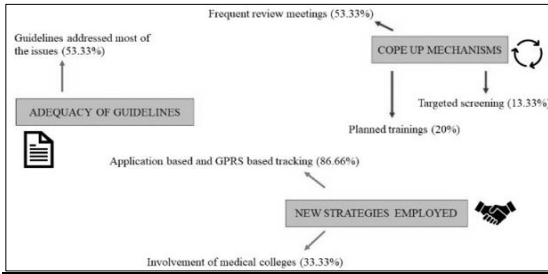 Frequent review meetings (53.33%)
Guidelines addressed most of
the issues (53.33%)
COPE UP MECHANISMS
Targeted screening (13.33%)
ADEQUACY OF GUIDELINES
Planned trainings (20%)
Application based and GPRS based tracking (86.66%)
NEW STRATEGIES EMPLOYED
Involvement of medical colleges (33.33%)